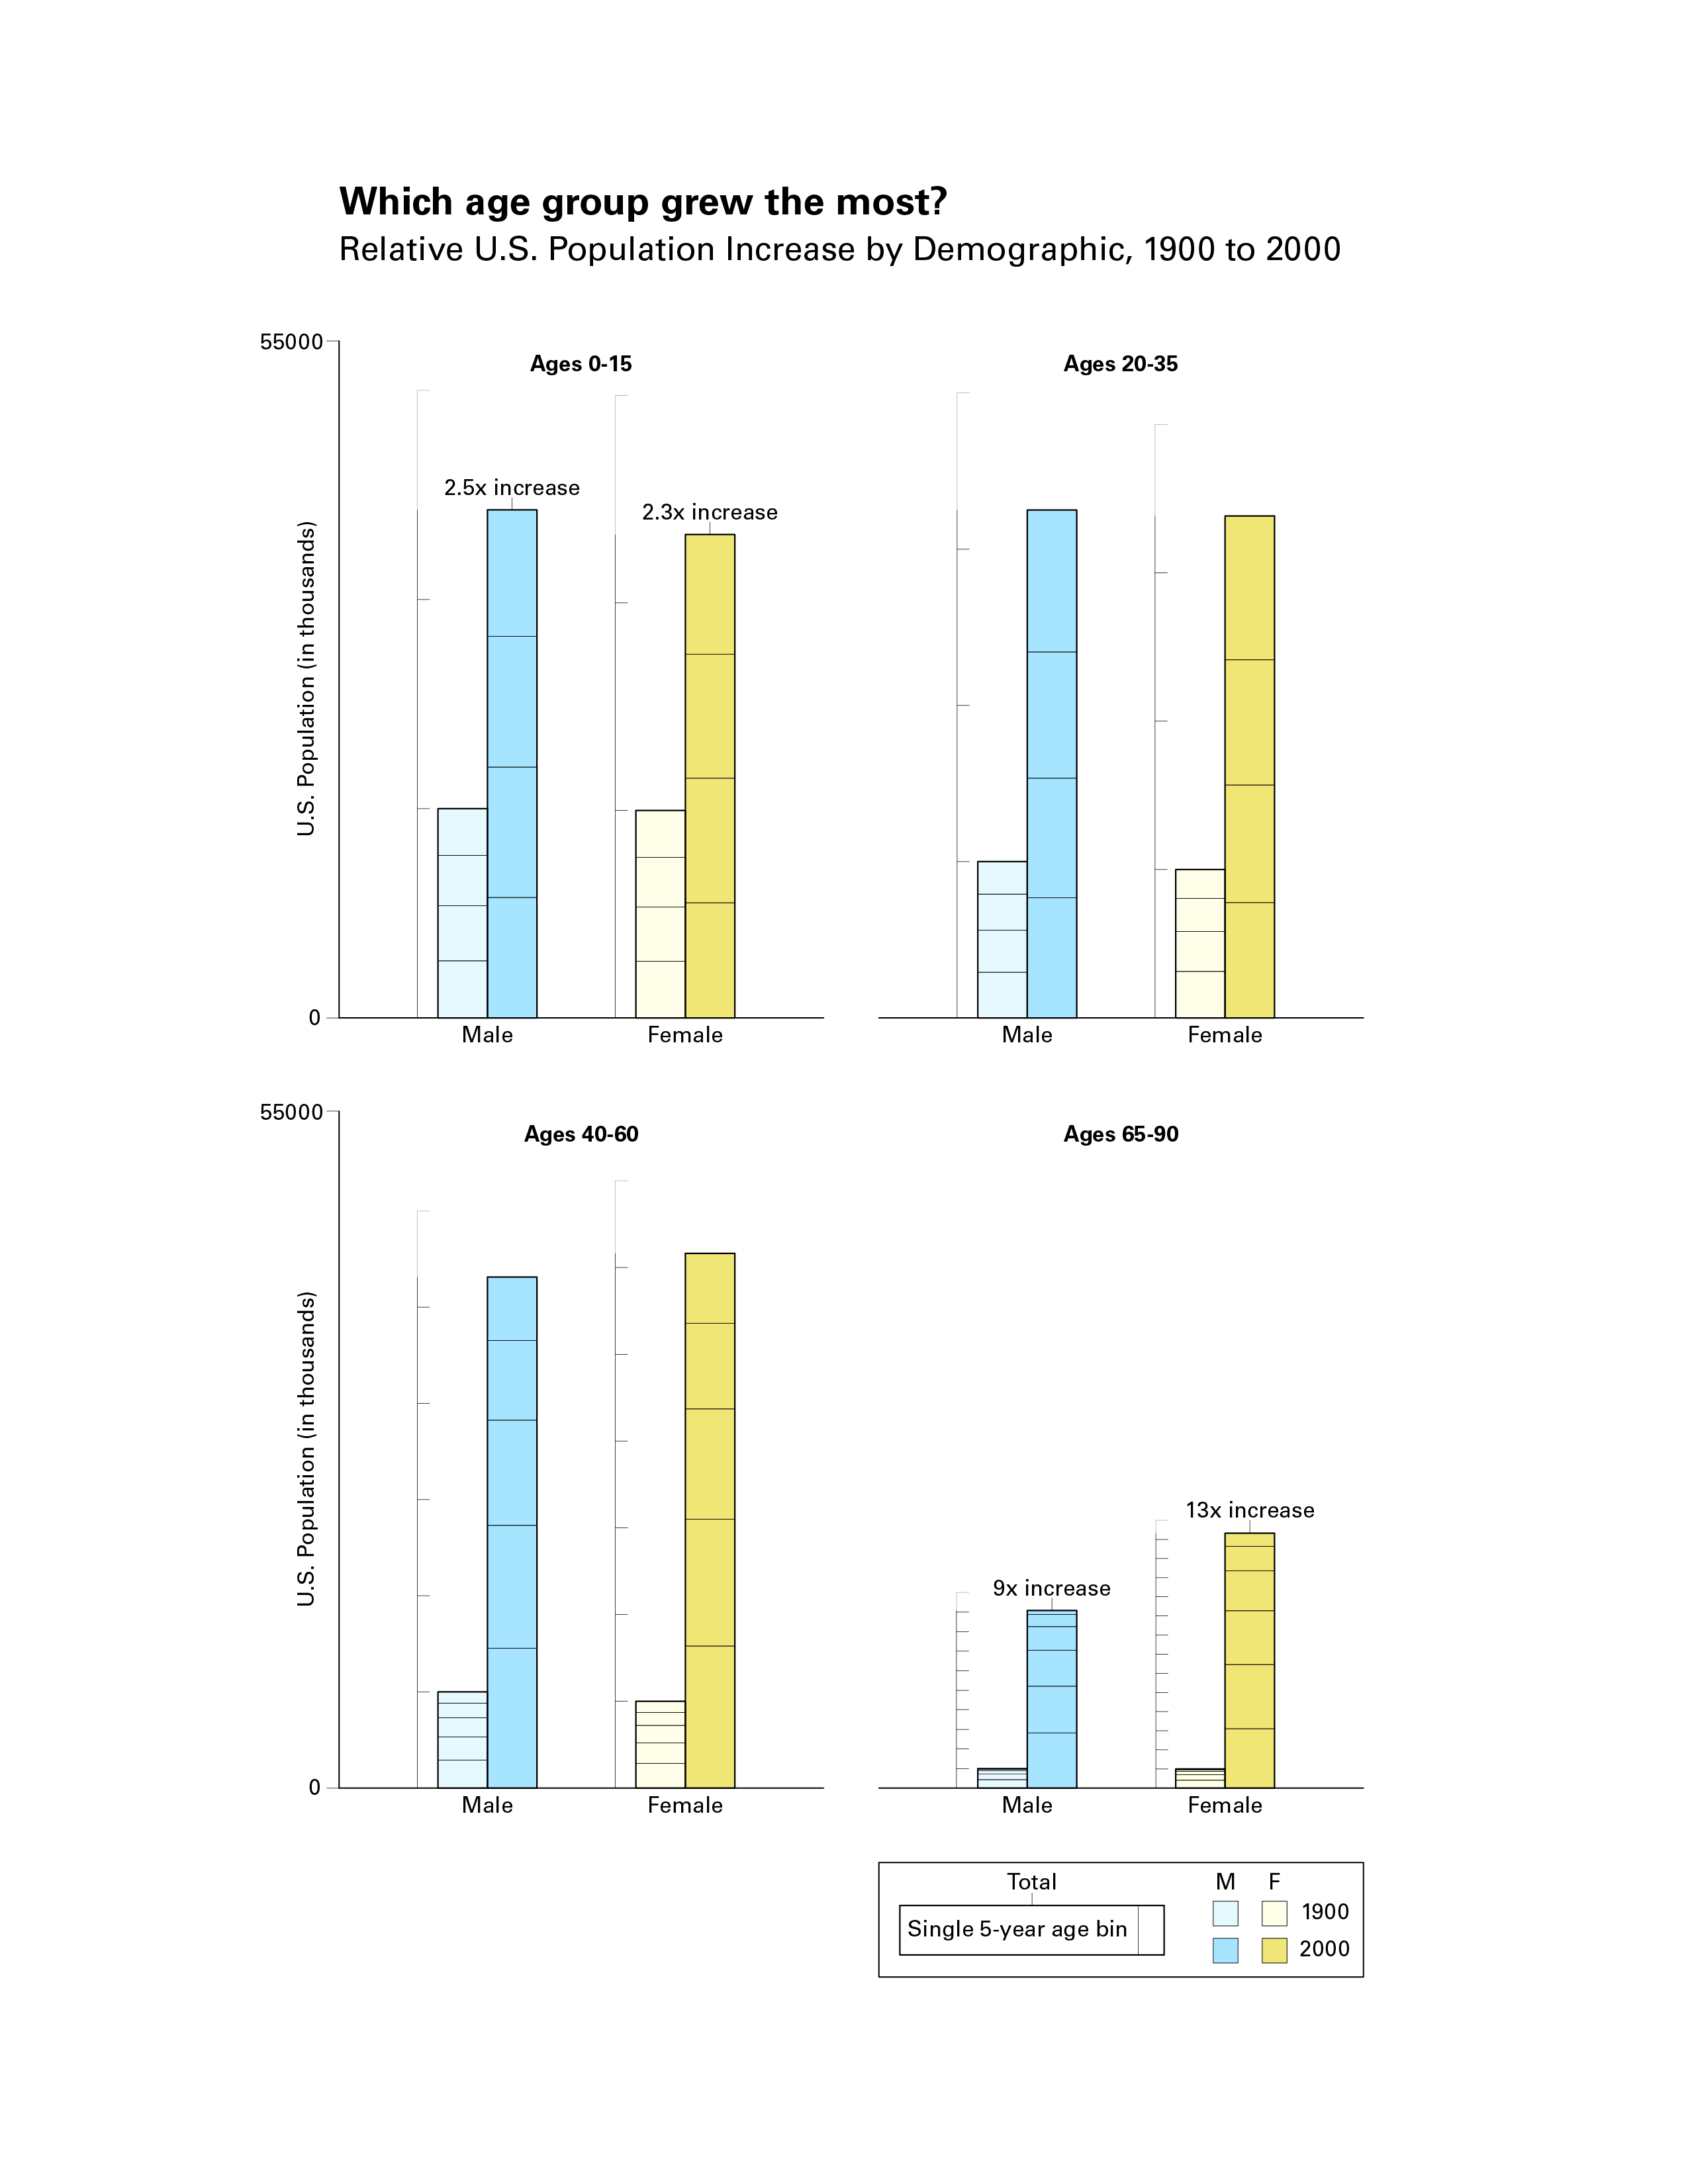 Which age group grew the most?
Relative U.S. Population Increase by Demographic, 1900 to 2000
55000
Ages 0-15
Ages 20-35
2.5x increase
2.3x increase
U.S. Population (in thousands)
0
Male
Female
Male
Female
55000
Ages 40-60
Ages 65-90
13x increase
9x increase
U.S. Population (in thousands)
0
Male
Female
Male
Female
Total
M
F
Single 5-year age bin
1900
2000